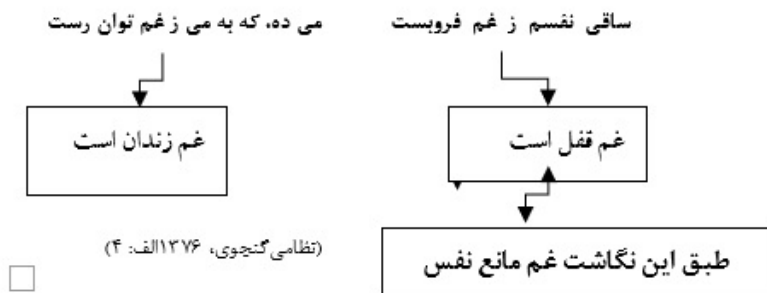 ساقی نفسم ز غم فروبست می ده، که به می ز غم توان رست
غم قفل است غم زندان است
(نظامی‌گنجوی، ۱۳۷۶الف: ۴)
طبق این نگاشت غم مانع نفس